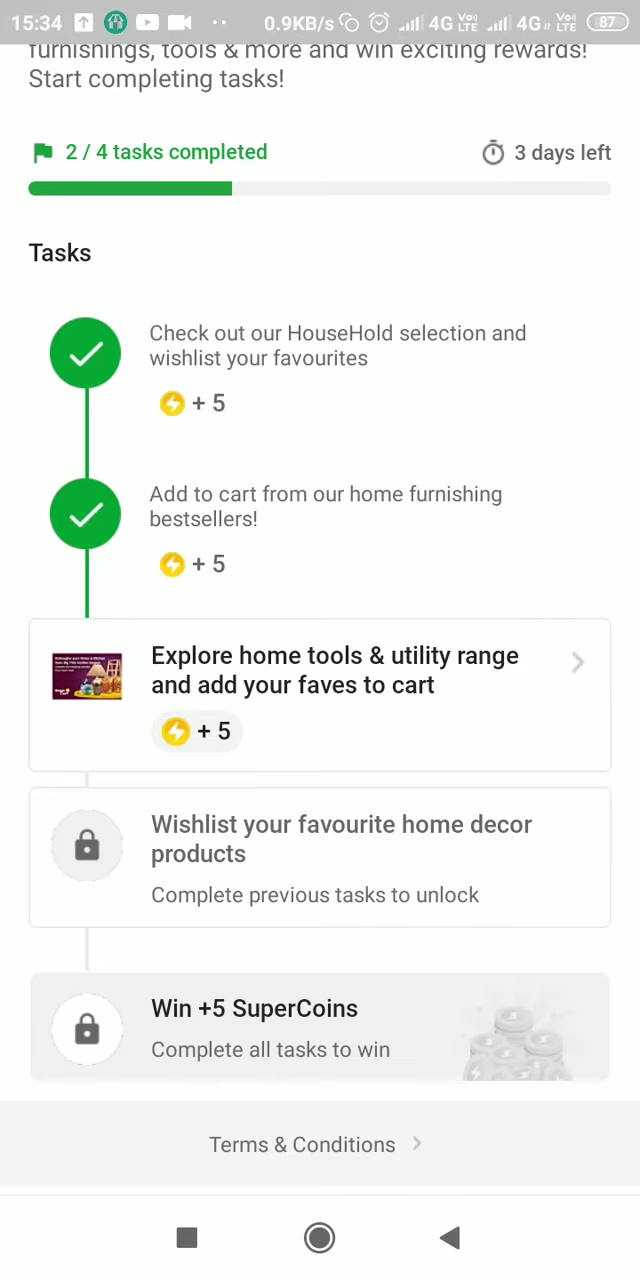 15:34
0.9KB/s
4G
Vo
LTE
4G
Vo
LTE
87
furnishings, tools & more and win exciting rewards!
Start completing tasks!
2 / 4 tasks completed
3 days left
Tasks
Check out our HouseHold selection and
wishlist your favourites
+ 5
Add to cart from our home furnishing
bestsellers!
+ 5
Explore home tools & utility range
and add your faves to cart
+ 5
Wishlist your favourite home decor
products
Complete previous tasks to unlock
Win +5 SuperCoins
Complete all tasks to win
Terms & Conditions